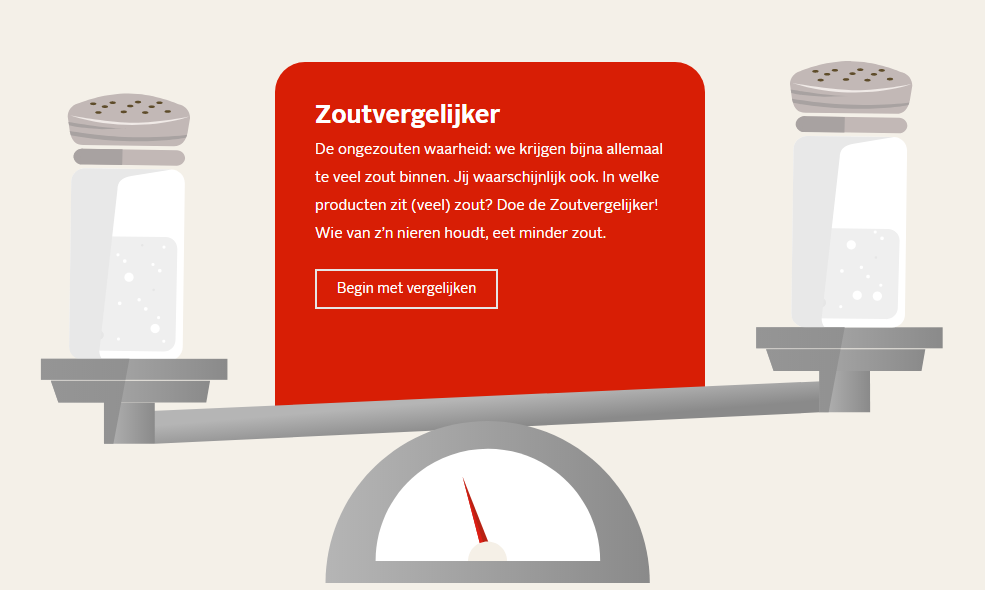 Zoutvergelijker
De ongezouten waarheid: we krijgen bijna allemaal
te veel zout binnen. Jij waarschijnlijk ook. In welke
producten zit (veel) zout? Doe de Zoutvergelijker!
Wie van z’n nieren houdt, eet minder zout.
Begin met vergelijken